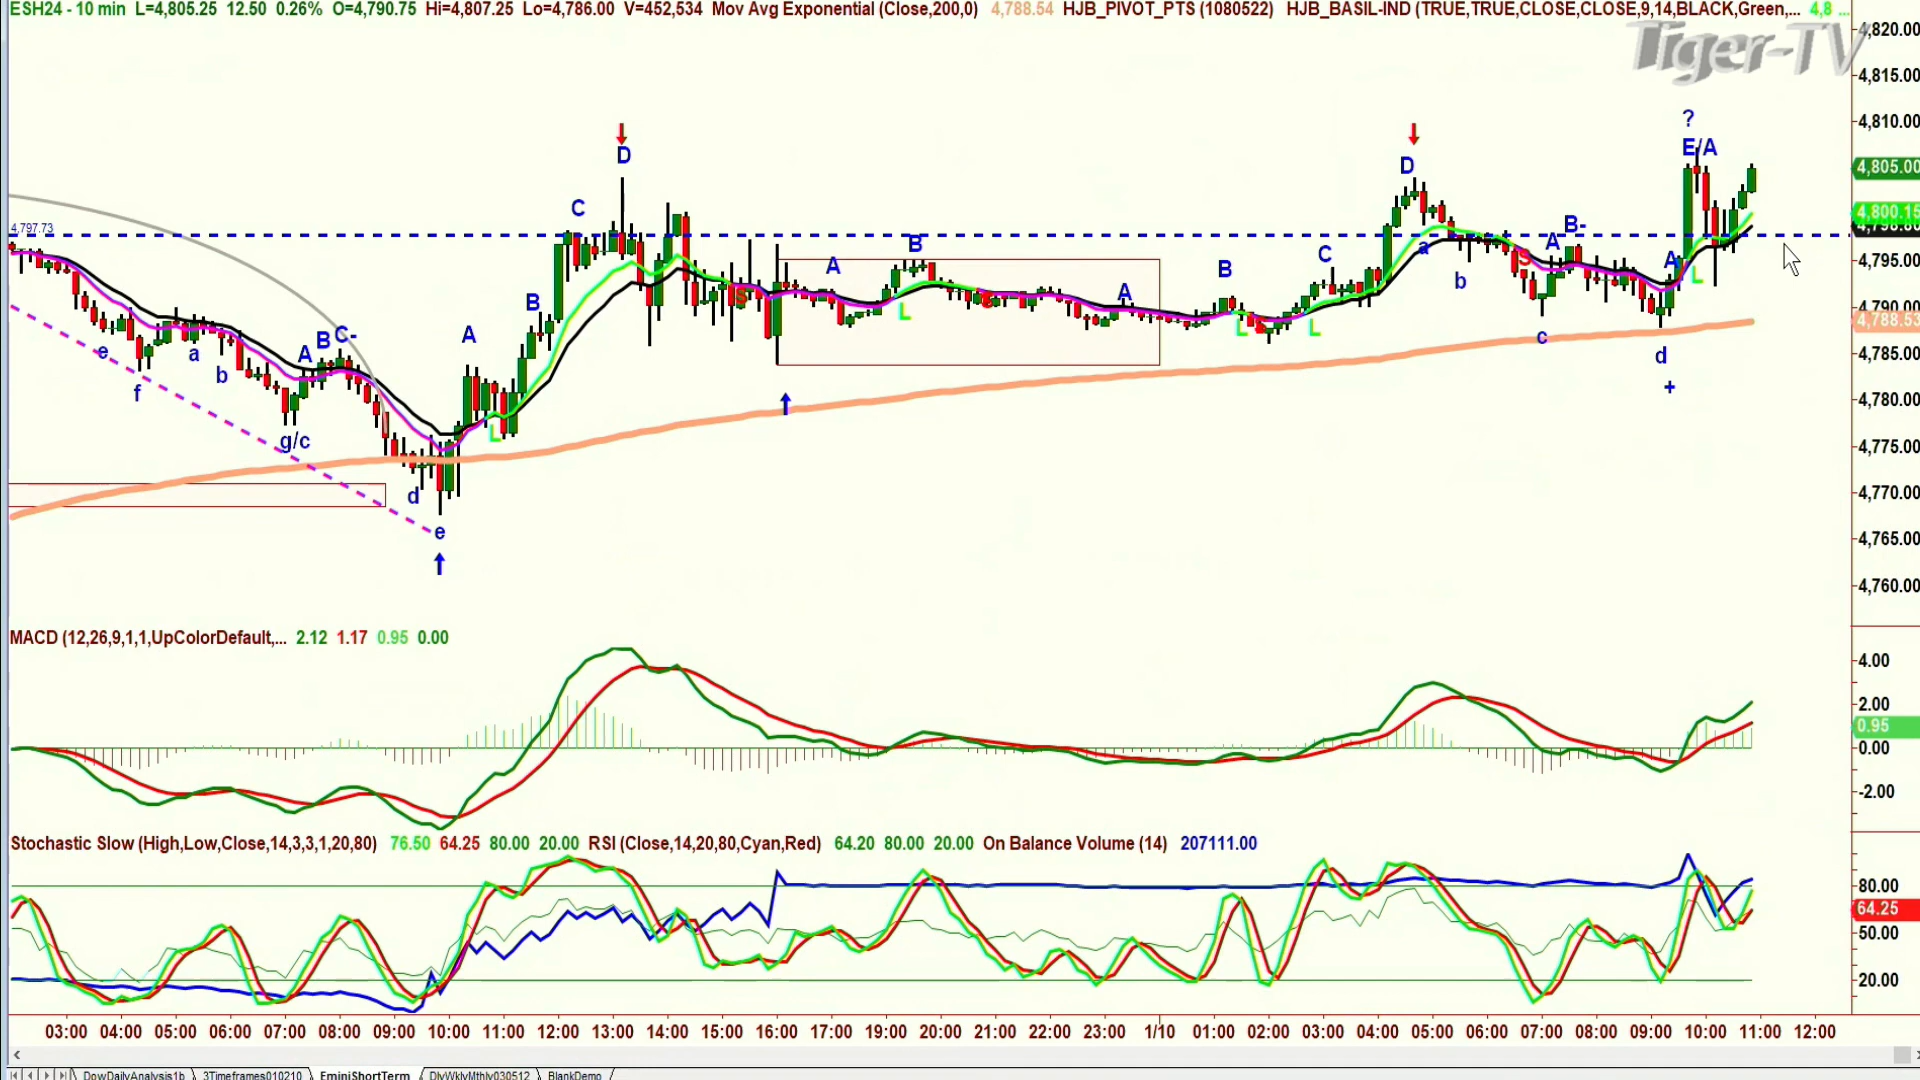 ESH24 - 10 min L=4,805.25 12.50 0.26% O=4,790.75 Hi=4,807.25 Lo=4,786.00 V=452,534 Mov Avg Exponential (Close,200,0) 4,788.54 HJB_PIVOT_PTS (1080522) HJB_BASIL-IND (TRUE,TRUE,CLOSE,CLOSE,9,14,BLACK,Green,... 4,8 ...
Tiger-TV
4,820.00
4,815.00
4,810.00
4,805.00
4,800.15
4,795.00
4,790.00
4,788.53
4,785.00
4,780.00
4,775.00
4,770.00
4,765.00
4,760.00
4,797.73
? E/A
D D
C B A
B A B A B C
A B- A
A B C-
e f a b g/c d e
a b c d +
L L L L L
S S S S
MACD (12,26,9,1,1,UpColorDefault,... 2.12 1.17 0.95 0.00
4.00
2.00
0.95
0.00
-2.00
Stochastic Slow (High,Low,Close,14,3,3,1,20,80) 76.50 64.25 80.00 20.00 RSI (Close,14,20,80,Cyan,Red) 64.20 80.00 20.00 On Balance Volume (14) 207111.00
80.00
64.25
50.00
20.00
03:00 04:00 05:00 06:00 07:00 08:00 09:00 10:00 11:00 12:00 13:00 14:00 15:00 16:00 17:00 18:00 19:00 20:00 21:00 22:00 23:00 1/10 01:00 02:00 03:00 04:00 05:00 06:00 07:00 08:00 09:00 10:00 11:00 12:00
DowDailyAnalysis1b 3Timeframes010210 EminiShortTerm DlyWklyMthly030512 BlankDemo